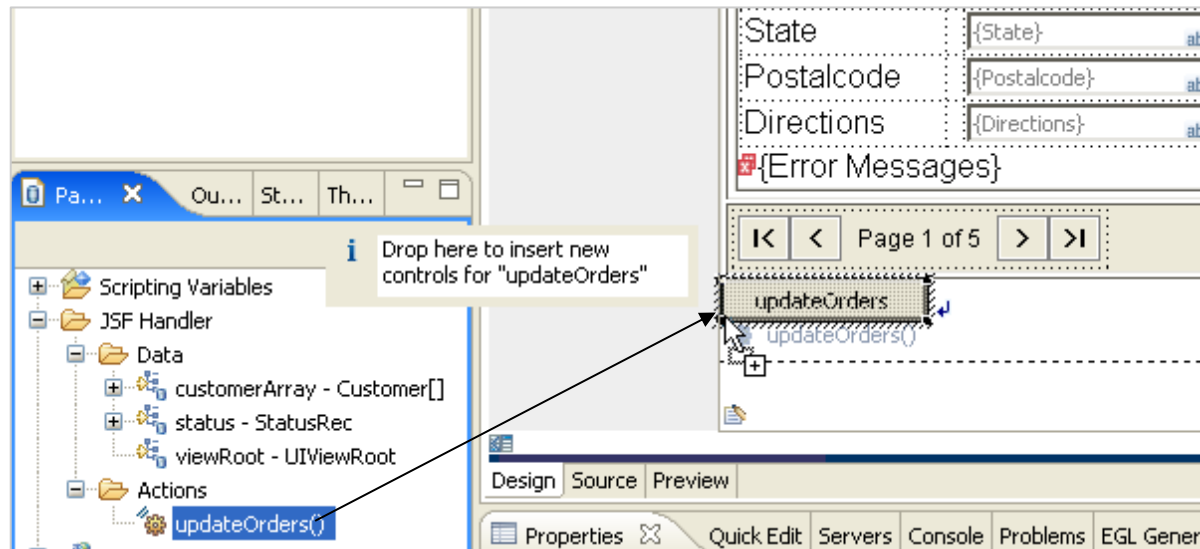 State
{State}
Postalcode
{Postalcode}
Directions
{Directions}
{Error Messages}
Pa...
Ou...
St...
Th...
Drop here to insert new
controls for "updateOrders"
Page 1 of 5
updateOrders
updateOrders()
Scripting Variables
JSF Handler
Data
customerArray - Customer[]
status - StatusRec
viewRoot - UIViewRoot
Actions
updateOrders()
Design
Source
Preview
Properties
Quick Edit
Servers
Console
Problems
EGL Gener